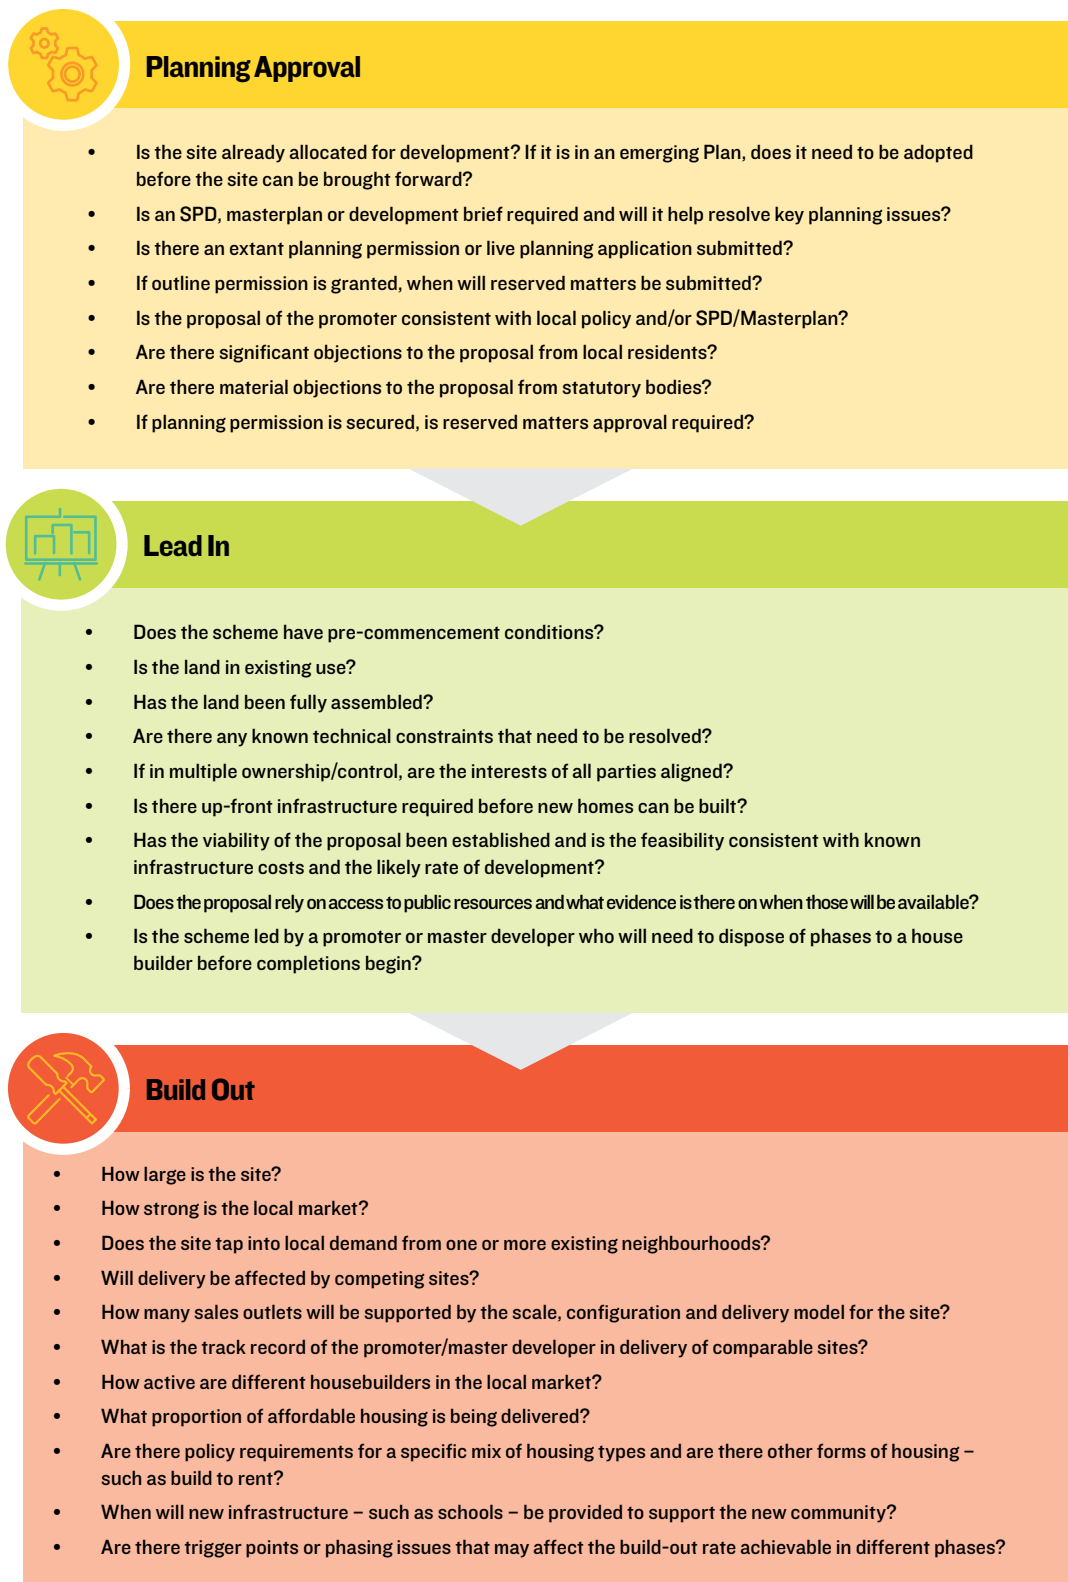 Planning Approval
• Is the site already allocated for development? If it is in an emerging Plan, does it need to be adopted
before the site can be brought forward?
• Is an SPD, masterplan or development brief required and will it help resolve key planning issues?
• Is there an extant planning permission or live planning application submitted?
• If outline permission is granted, when will reserved matters be submitted?
• Is the proposal of the promoter consistent with local policy and/or SPD/Masterplan?
• Are there significant objections to the proposal from local residents?
• Are there material objections to the proposal from statutory bodies?
• If planning permission is secured, is reserved matters approval required?
Lead In
• Does the scheme have pre-commencement conditions?
• Is the land in existing use?
• Has the land been fully assembled?
• Are there any known technical constraints that need to be resolved?
• If in multiple ownership/control, are the interests of all parties aligned?
• Is there up-front infrastructure required before new homes can be built?
• Has the viability of the proposal been established and is the feasibility consistent with known
infrastructure costs and the likely rate of development?
• Does the proposal rely on access to public resources and what evidence is there on when those will be available?
• Is the scheme led by a promoter or master developer who will need to dispose of phases to a house
builder before completions begin?
Build Out
• How large is the site?
• How strong is the local market?
• Does the site tap into local demand from one or more existing neighbourhoods?
• Will delivery be affected by competing sites?
• How many sales outlets will be supported by the scale, configuration and delivery model for the site?
• What is the track record of the promoter/master developer in delivery of comparable sites?
• How active are different housebuilders in the local market?
• What proportion of affordable housing is being delivered?
• Are there policy requirements for a specific mix of housing types and are there other forms of housing –
such as build to rent?
• When will new infrastructure – such as schools – be provided to support the new community?
• Are there trigger points or phasing issues that may affect the build-out rate achievable in different phases?